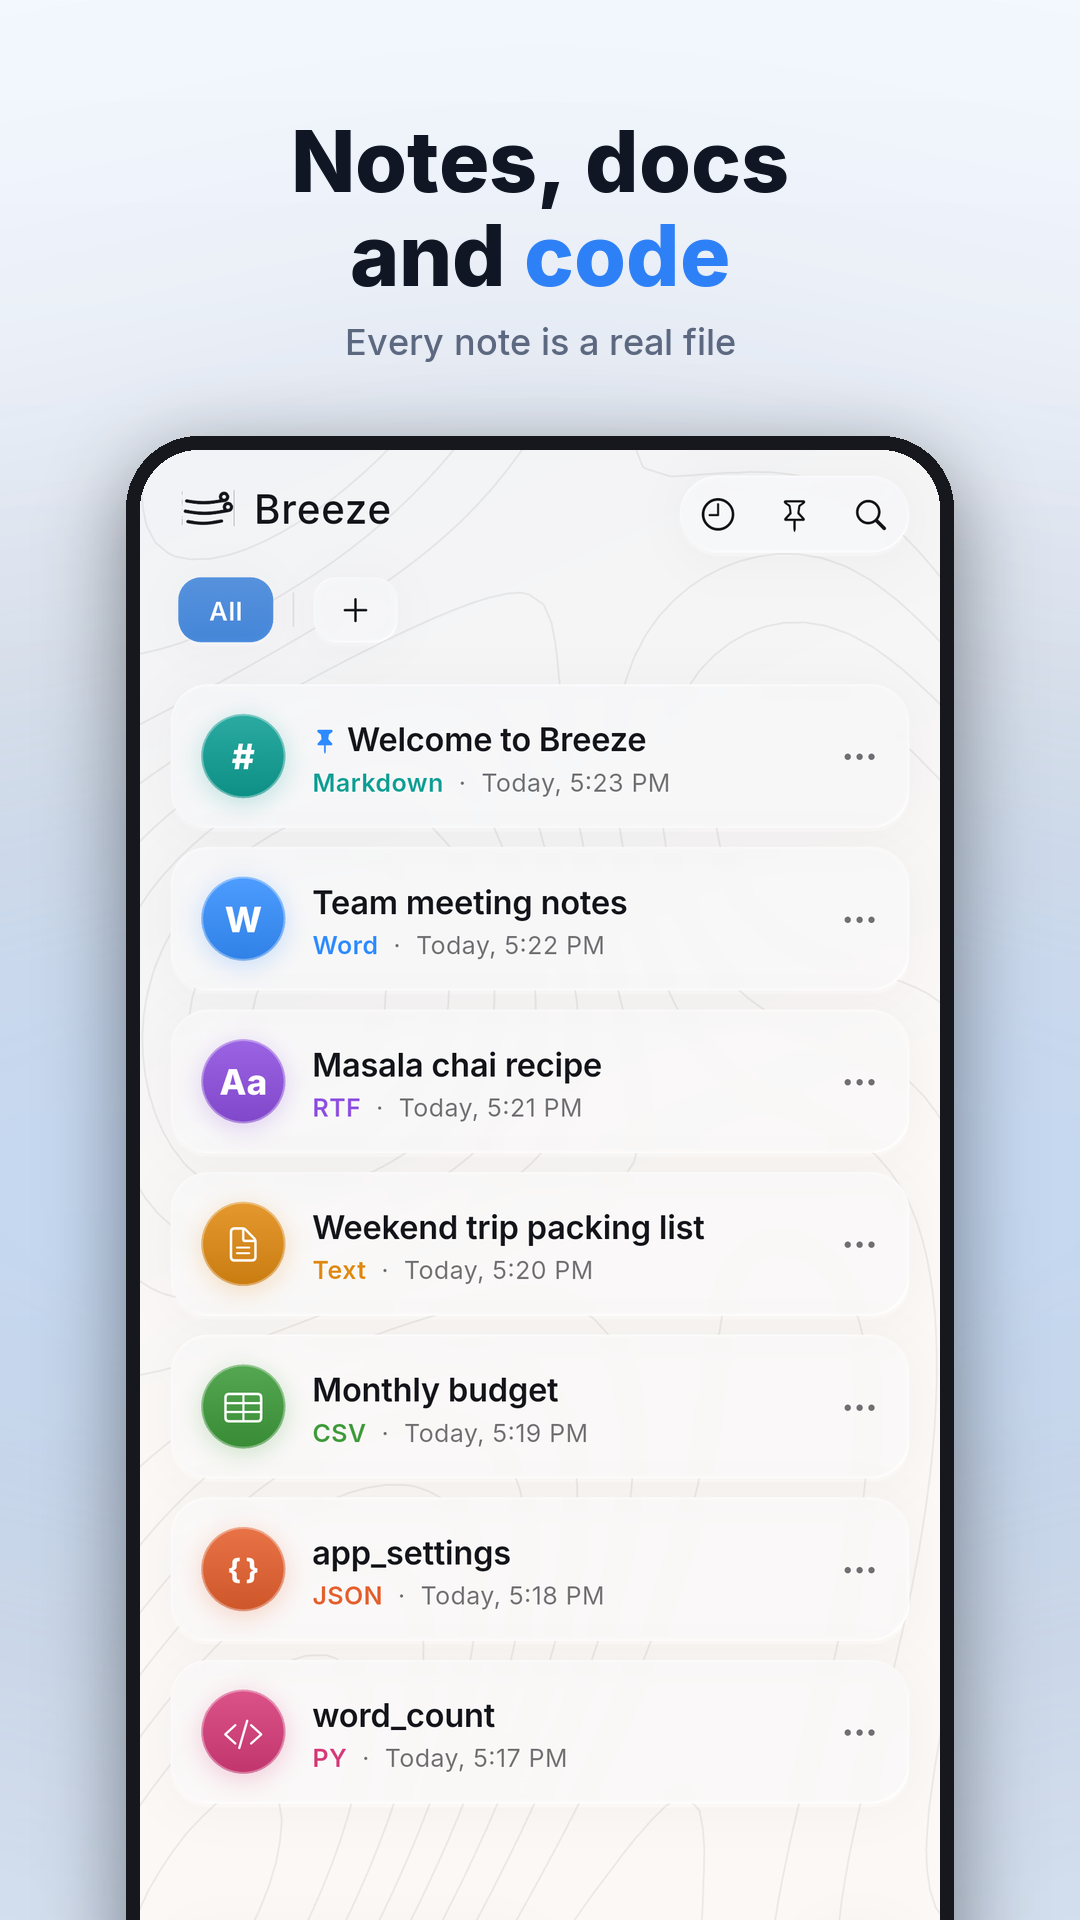 Notes, docs
and code
Every note is a real file
Breeze
All
+
#
Welcome to Breeze
Markdown · Today, 5:23 PM
W
Team meeting notes
Word · Today, 5:22 PM
Aa
Masala chai recipe
RTF · Today, 5:21 PM
Weekend trip packing list
Text · Today, 5:20 PM
Monthly budget
CSV · Today, 5:19 PM
{}
app_settings
JSON · Today, 5:18 PM
</>
word_count
PY · Today, 5:17 PM